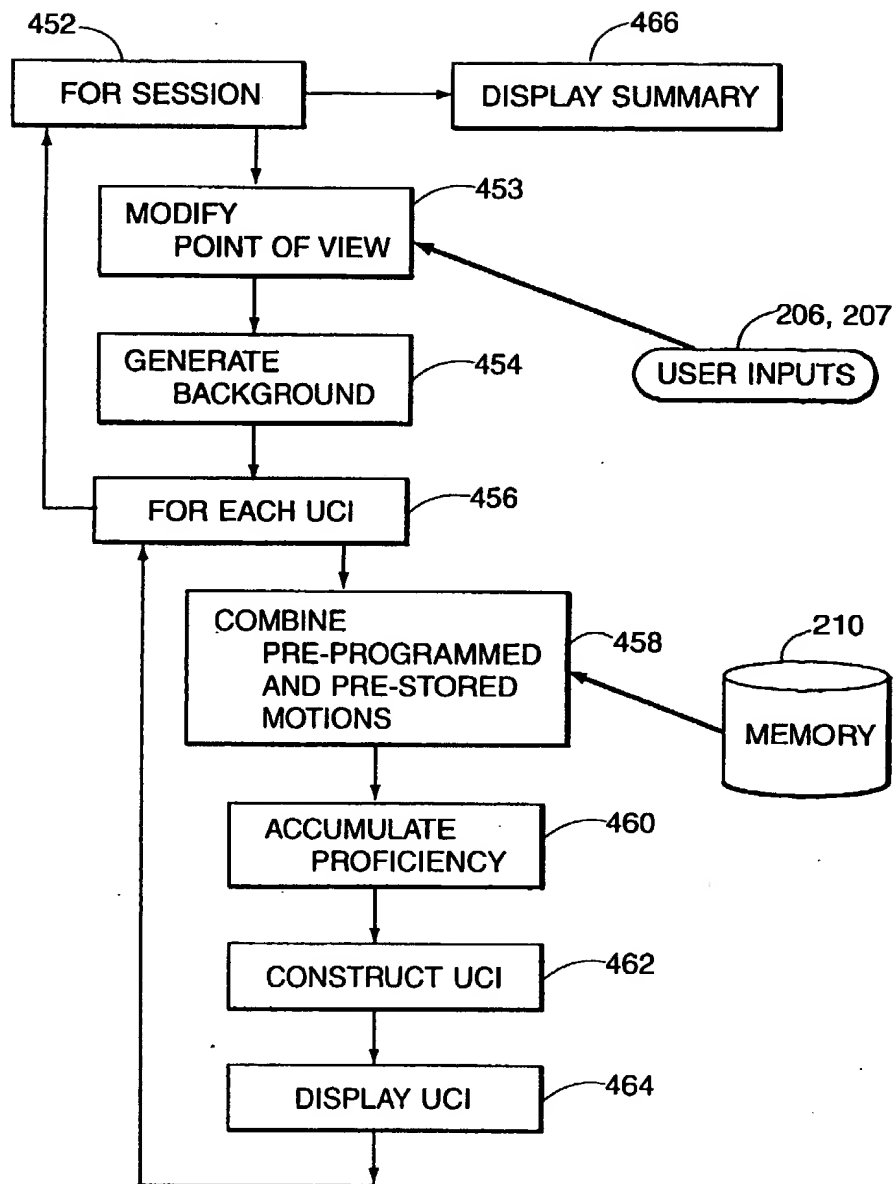 452
466
FOR SESSION
DISPLAY SUMMARY
453
MODIFY
POINT OF VIEW
206, 207
USER INPUTS
GENERATE
BACKGROUND
454
FOR EACH UCI
456
COMBINE
PRE-PROGRAMMED
AND PRE-STORED
MOTIONS
458
210
MEMORY
ACCUMULATE
PROFICIENCY
460
CONSTRUCT UCI
462
DISPLAY UCI
464